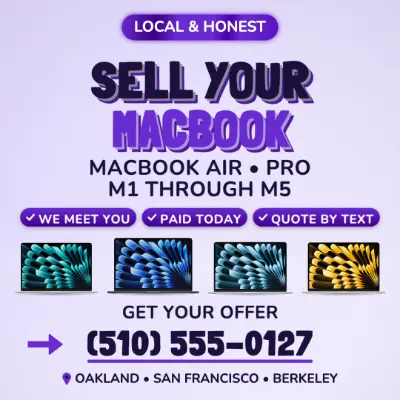 LOCAL & HONEST
SELL YOUR
MACBOOK
MACBOOK AIR • PRO
M1 THROUGH M5
WE MEET YOU
PAID TODAY
QUOTE BY TEXT
GET YOUR OFFER
(510) 555-0127
OAKLAND • SAN FRANCISCO • BERKELEY